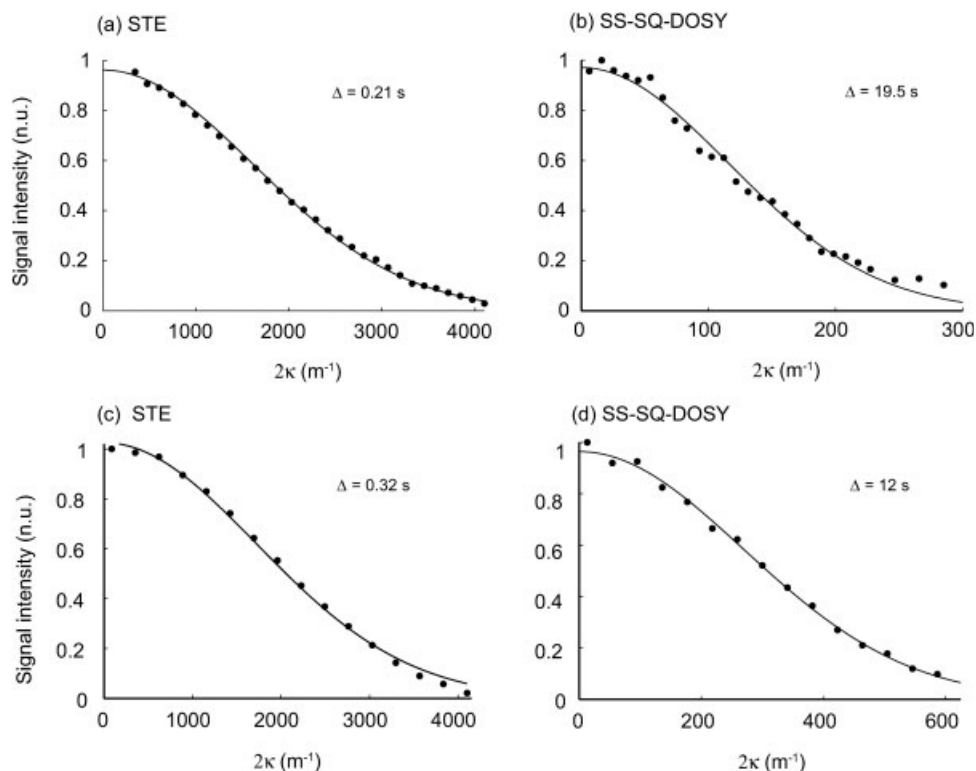 (a) STE
(b) SS-SQ-DOSY
1
0.8
0.6
0.4
0.2
0
Signal intensity (n.u.)
Δ = 0.21 s
0 1000 2000 3000 4000
2κ (m⁻¹)
1
0.8
0.6
0.4
0.2
0
Δ = 19.5 s
0 100 200 300
2κ (m⁻¹)
(c) STE
(d) SS-SQ-DOSY
1
0.8
0.6
0.4
0.2
0
Signal intensity (n.u.)
Δ = 0.32 s
0 1000 2000 3000 4000
2κ (m⁻¹)
1
0.8
0.6
0.4
0.2
0
Δ = 12 s
0 200 400 600
2κ (m⁻¹)